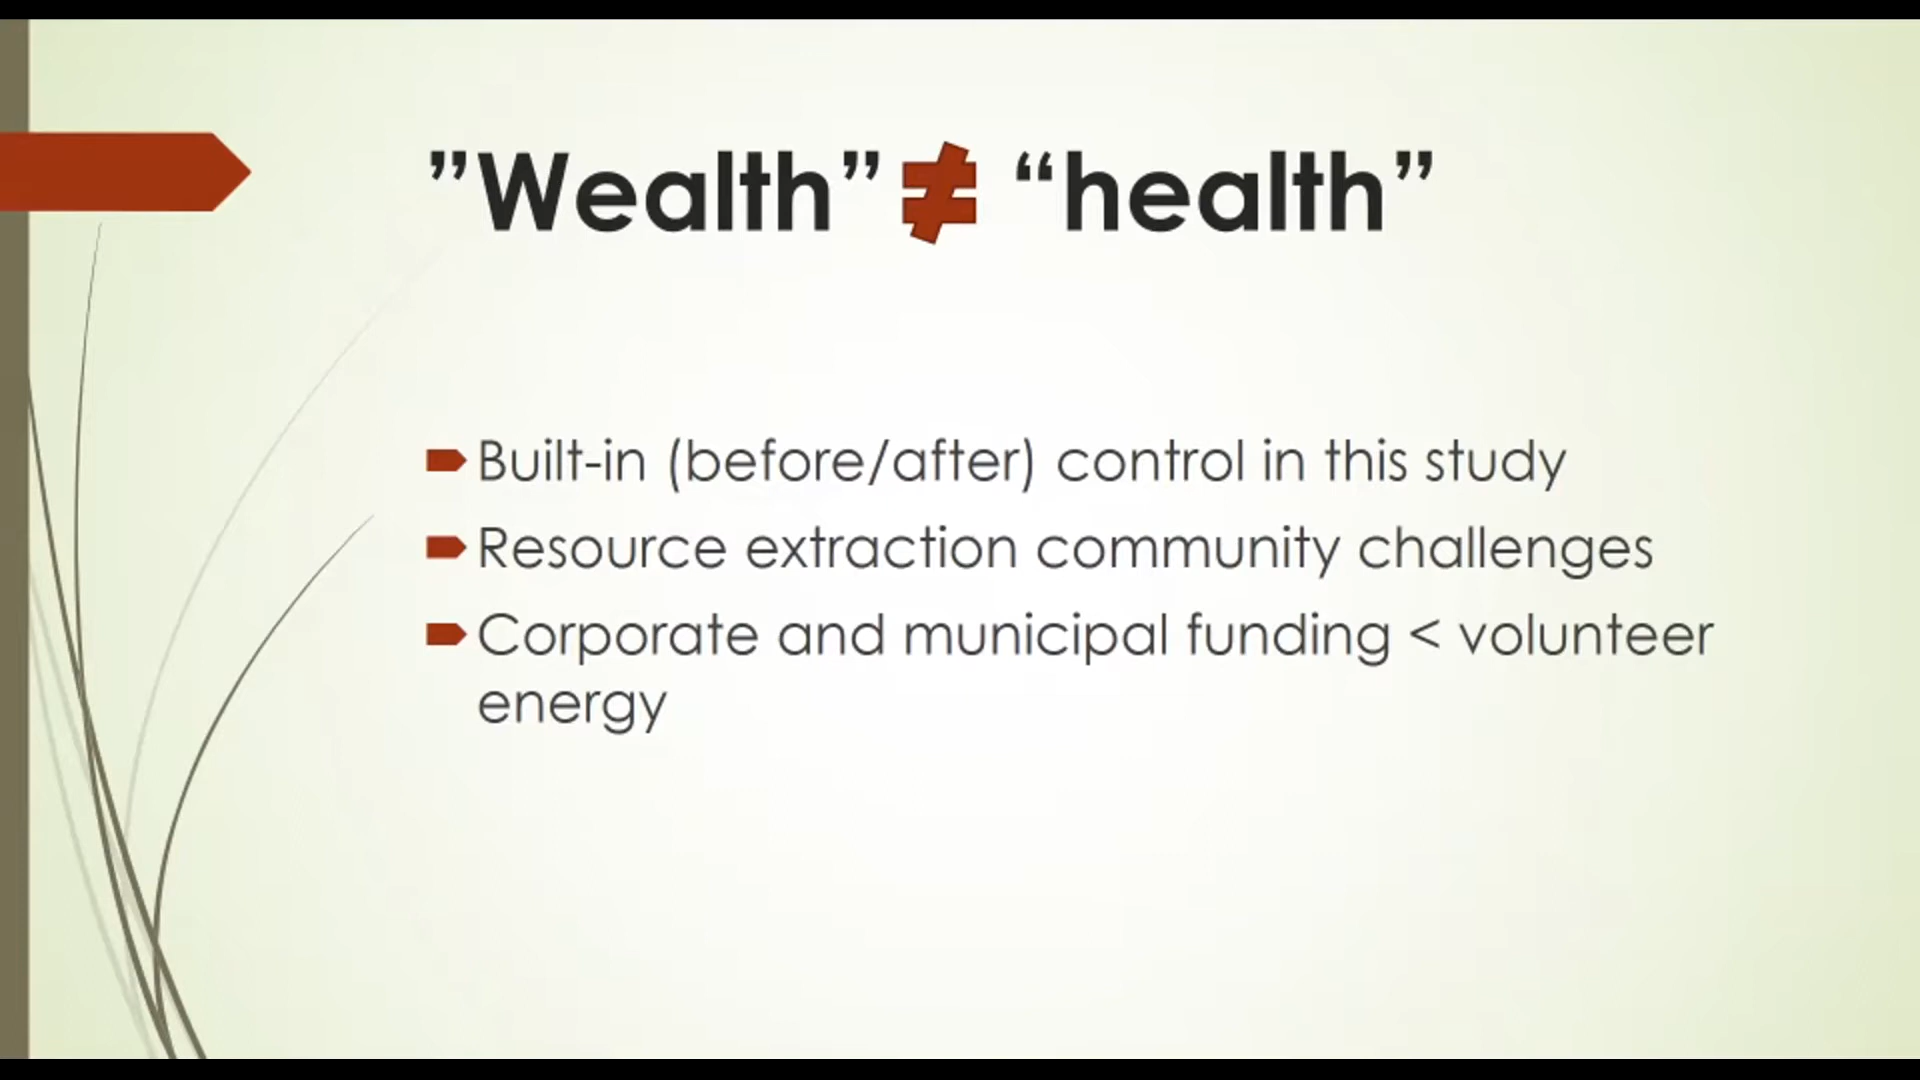 ”Wealth” ≠ “health”
Built-in (before/after) control in this study
Resource extraction community challenges
Corporate and municipal funding < volunteer
energy